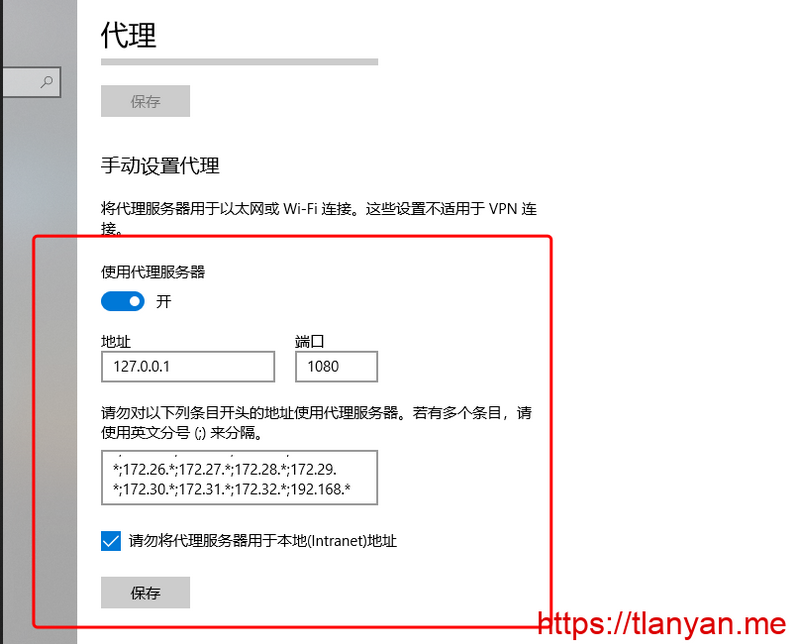 代理
保存
手动设置代理
将代理服务器用于以太网或 Wi-Fi 连接。这些设置不适用于 VPN 连
接。
使用代理服务器
开
地址 端口
127.0.0.1 1080
请勿对以下列条目开头的地址使用代理服务器。若有多个条目，请
使用英文分号 (;) 来分隔。
*;172.26.*;172.27.*;172.28.*;172.29.
*;172.30.*;172.31.*;172.32.*;192.168.*
请勿将代理服务器用于本地(Intranet)地址
保存
https://tlanyan.me